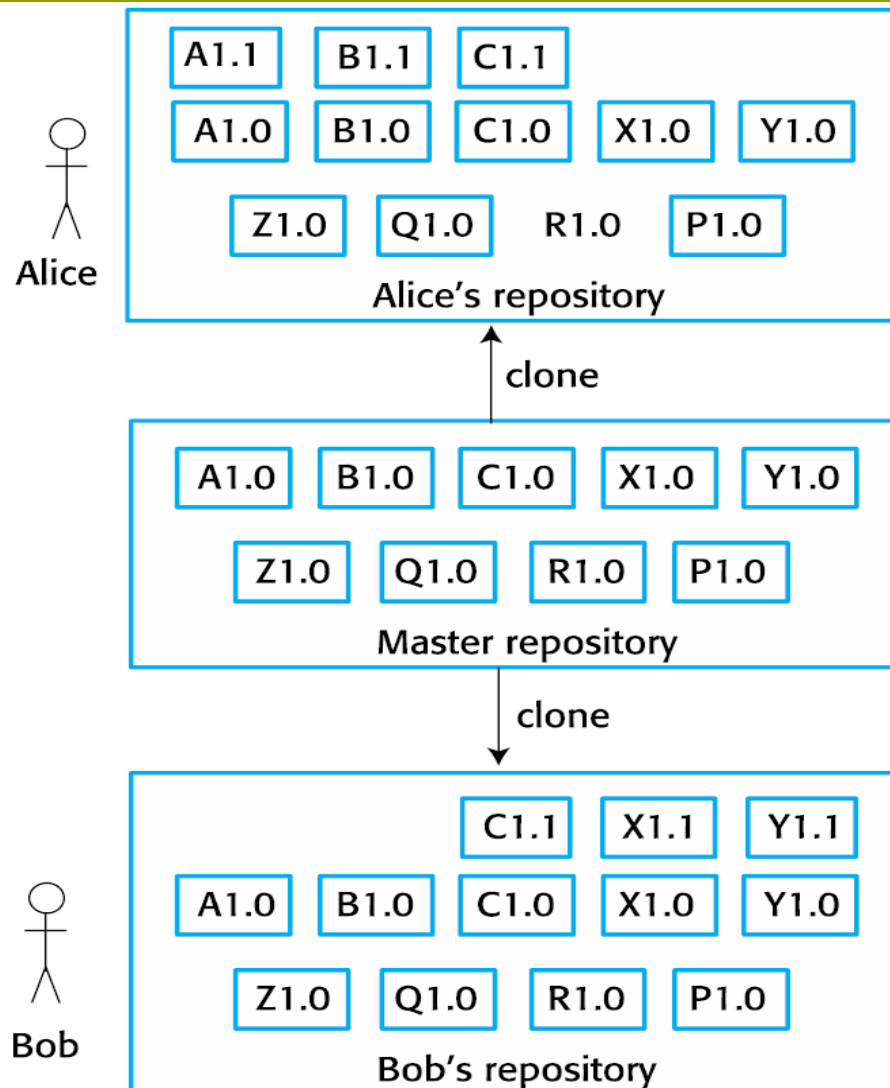 A1.1 B1.1 C1.1
A1.0 B1.0 C1.0 X1.0 Y1.0
Z1.0 Q1.0 R1.0 P1.0
Alice
Alice's repository
clone
A1.0 B1.0 C1.0 X1.0 Y1.0
Z1.0 Q1.0 R1.0 P1.0
Master repository
clone
C1.1 X1.1 Y1.1
A1.0 B1.0 C1.0 X1.0 Y1.0
Z1.0 Q1.0 R1.0 P1.0
Bob
Bob's repository